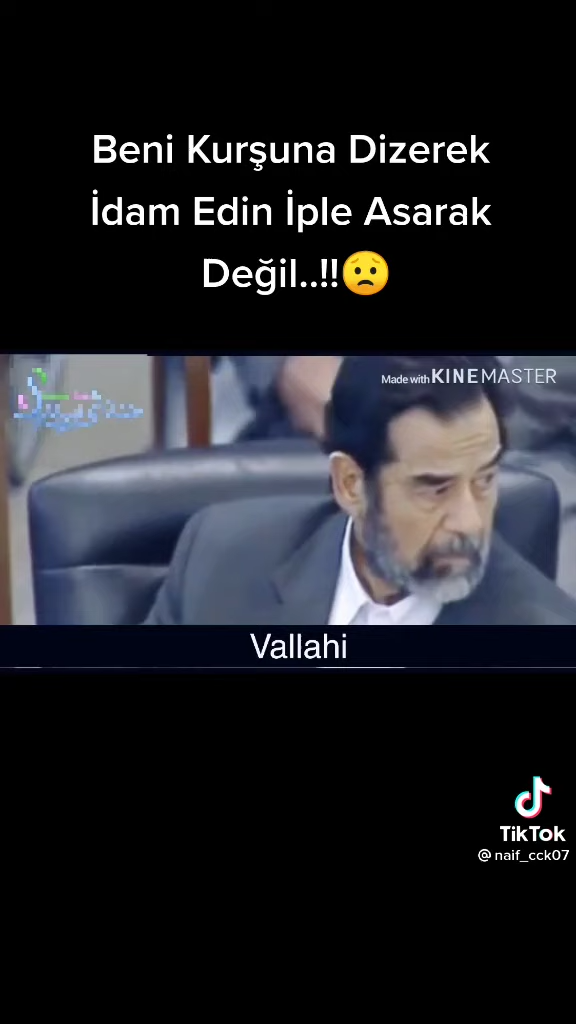 Beni Kurşuna Dizerek
İdam Edin İple Asarak
Değil..!!😟
Made with KINEMASTER
Vallahi
TikTok
@naif_cck07